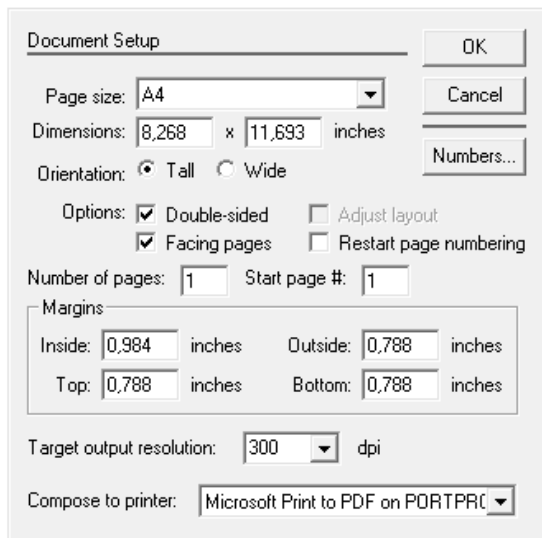 Document Setup
OK
Page size: A4
Cancel
Dimensions: 8,268 x 11,693 inches
Numbers...
Orientation: Tall Wide
Options: Double-sided Adjust layout
Facing pages Restart page numbering
Number of pages: 1 Start page #: 1
Margins
Inside: 0,984 inches Outside: 0,788 inches
Top: 0,788 inches Bottom: 0,788 inches
Target output resolution: 300 dpi
Compose to printer: Microsoft Print to PDF on PORTPR(